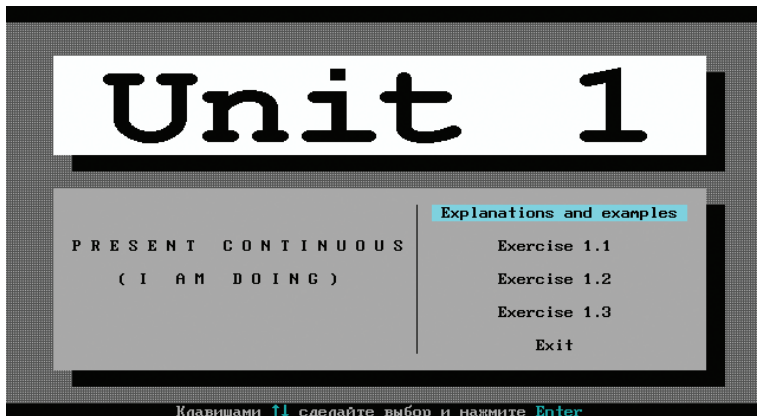 Unit 1
PRESENT CONTINUOUS
(I AM DOING)
Explanations and examples
Exercise 1.1
Exercise 1.2
Exercise 1.3
Exit
Клавишами ↑↓ сделайте выбор и нажмите Enter